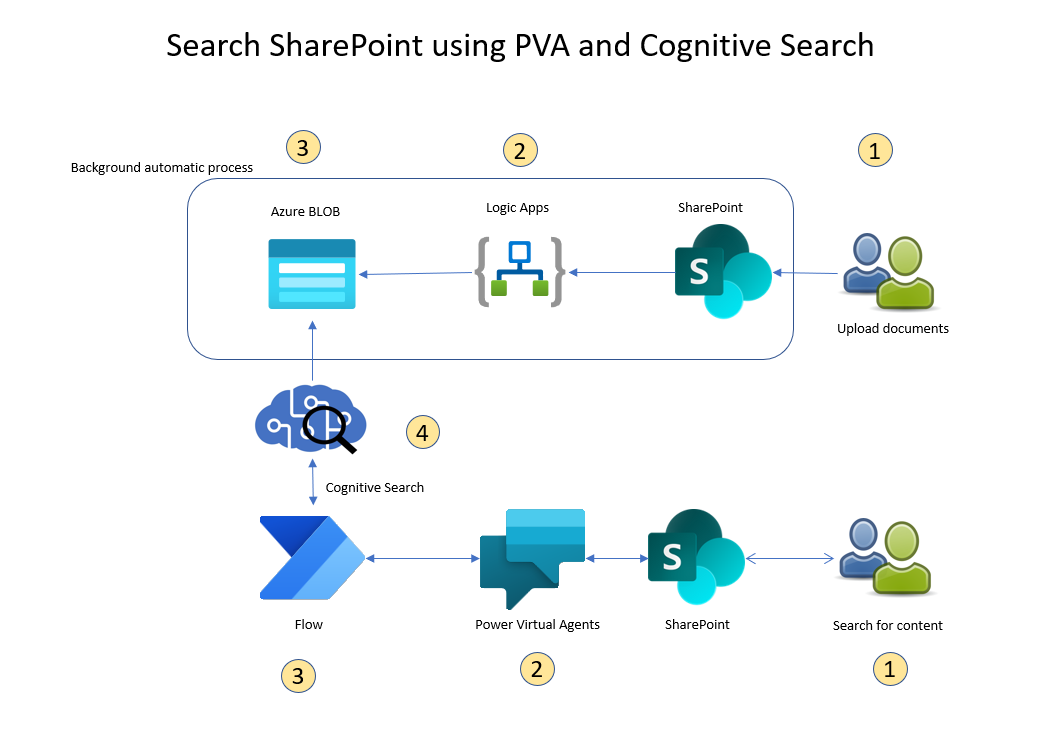 Search SharePoint using PVA and Cognitive Search
3
2
1
Background automatic process
Azure BLOB
Logic Apps
SharePoint
S
Upload documents
4
Cognitive Search
S
Flow
Power Virtual Agents
SharePoint
Search for content
3
2
1